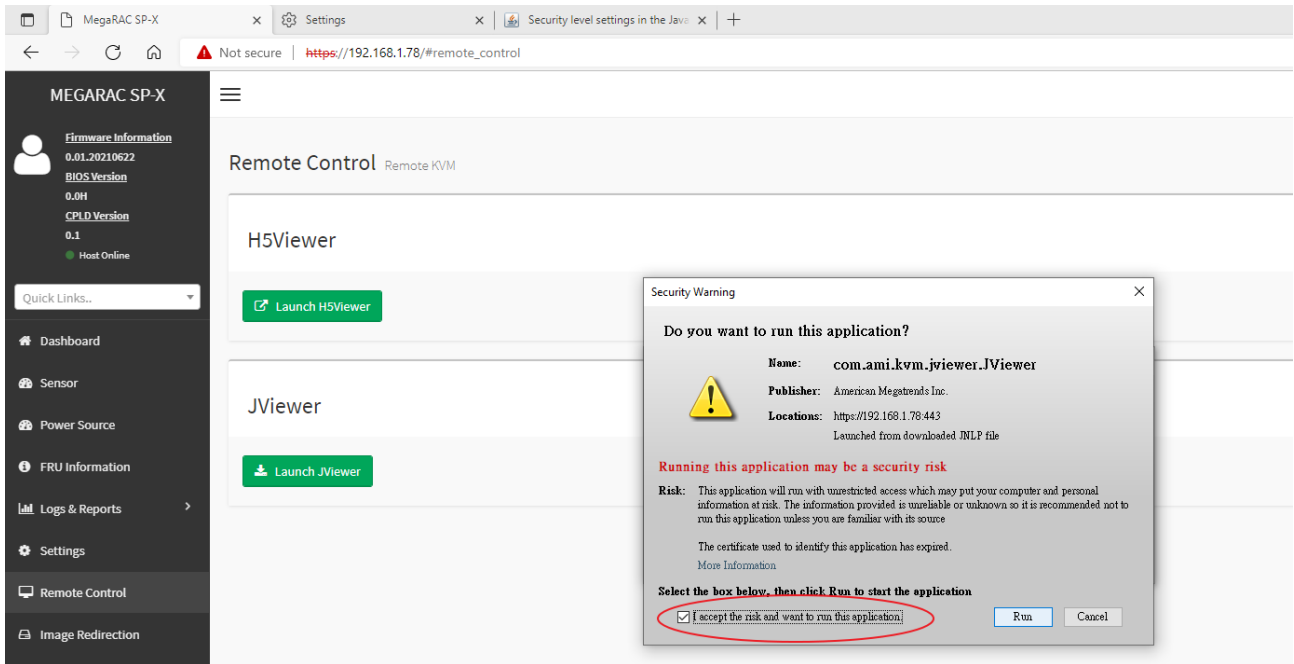 MegaRAC SP-X
Settings
Security level settings in the Java
Not secure | https://192.168.1.78/#remote_control
MEGARAC SP-X
Firmware Information
0.01.20210622
BIOS Version
0.0H
CPLD Version
0.1
Host Online
Quick Links..
Dashboard
Sensor
Power Source
FRU Information
Logs & Reports
Settings
Remote Control
Image Redirection
Remote Control Remote KVM
H5Viewer
Launch H5Viewer
JViewer
Launch JViewer
Security Warning
Do you want to run this application?
Name: com.ami.kvm.jviewer.JViewer
Publisher: American Megatrends Inc.
Locations: https://192.168.1.78:443
Launched from downloaded JNLP file
Running this application may be a security risk
Risk: This application will run with unrestricted access which may put your computer and personal
information at risk. The information provided is unreliable or unknown so it is recommended not to
run this application unless you are familiar with its source
The certificate used to identify this application has expired.
More Information
Select the box below, then click Run to start the application
I accept the risk and want to run this application.
Run
Cancel